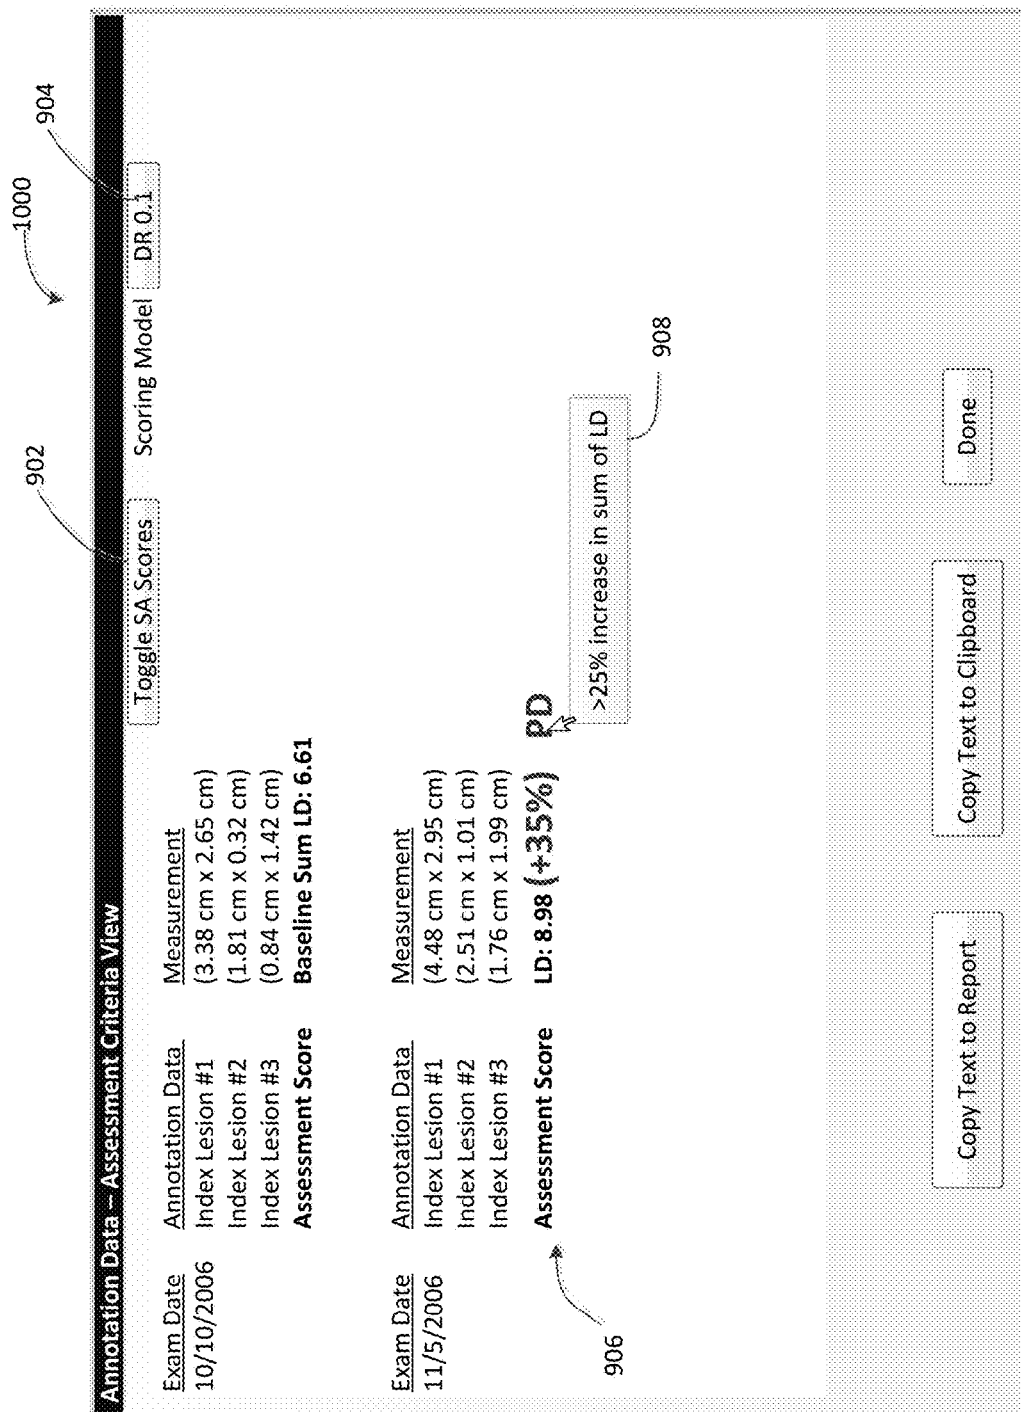 1000
902
904
Annotation Data – Assessment Criteria View
Toggle SA Scores Scoring Model DR 0.1
Exam Date Annotation Data Measurement
10/10/2006 Index Lesion #1 (3.38 cm x 2.65 cm)
Index Lesion #2 (1.81 cm x 0.32 cm)
Index Lesion #3 (0.84 cm x 1.42 cm)
Assessment Score Baseline Sum LD: 6.61
Exam Date Annotation Data Measurement
11/5/2006 Index Lesion #1 (4.48 cm x 2.95 cm)
Index Lesion #2 (2.51 cm x 1.01 cm)
Index Lesion #3 (1.76 cm x 1.99 cm)
Assessment Score LD: 8.98 (+35%) PD
>25% increase in sum of LD
906
908
Copy Text to Report Copy Text to Clipboard Done